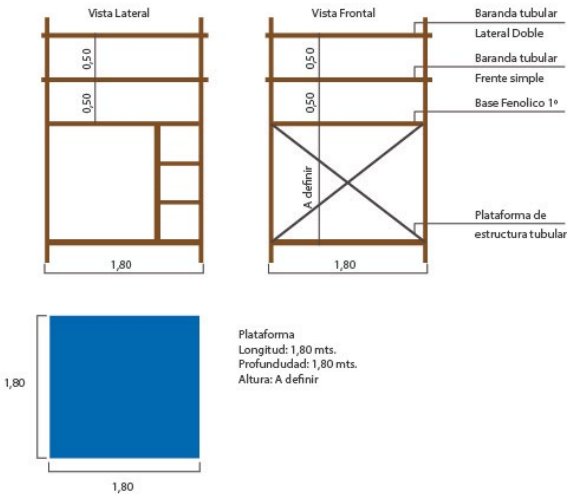 Vista Lateral
0,50
0,50
1,80
Vista Frontal
0,50
0,50
A definir
1,80
Baranda tubular
Lateral Doble
Baranda tubular
Frente simple
Base Fenolico 1º
Plataforma de
estructura tubular
1,80
1,80
Plataforma
Longitud: 1,80 mts.
Profundudad: 1,80 mts.
Altura: A definir